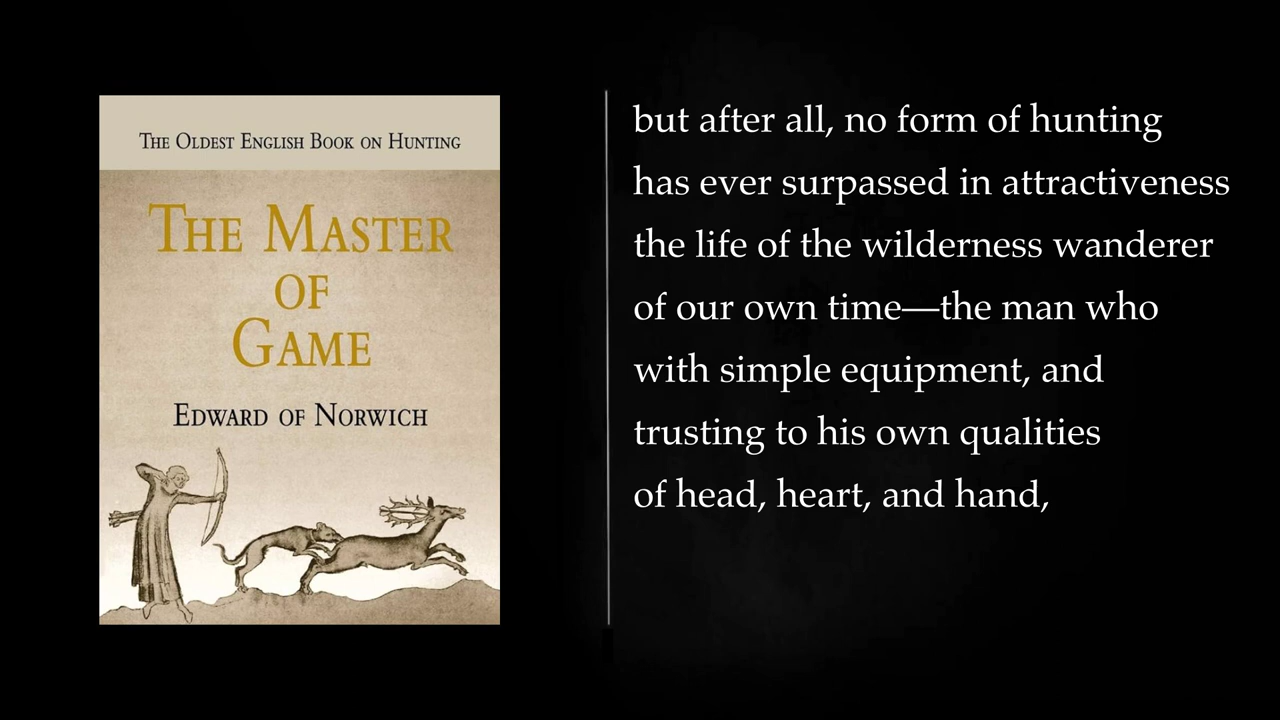 The Oldest English Book on Hunting
The Master
of
Game
Edward of Norwich
but after all, no form of hunting
has ever surpassed in attractiveness
the life of the wilderness wanderer
of our own time—the man who
with simple equipment, and
trusting to his own qualities
of head, heart, and hand,